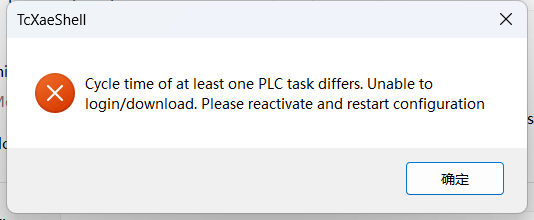 TcXaeShell
Cycle time of at least one PLC task differs. Unable to
login/download. Please reactivate and restart configuration
确定